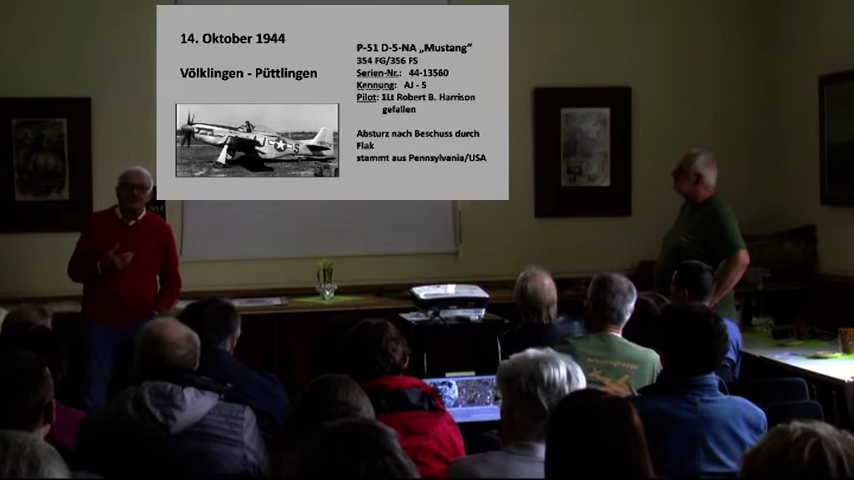 14. Oktober 1944
Völklingen - Püttlingen
P-51 D-5-NA „Mustang“
354 FG/356 FS
Serien-Nr.: 44-13560
Kennung: AJ - S
Pilot: 1Lt Robert B. Harrison
gefallen
Absturz nach Beschuss durch
Flak
stammt aus Pennsylvania/USA